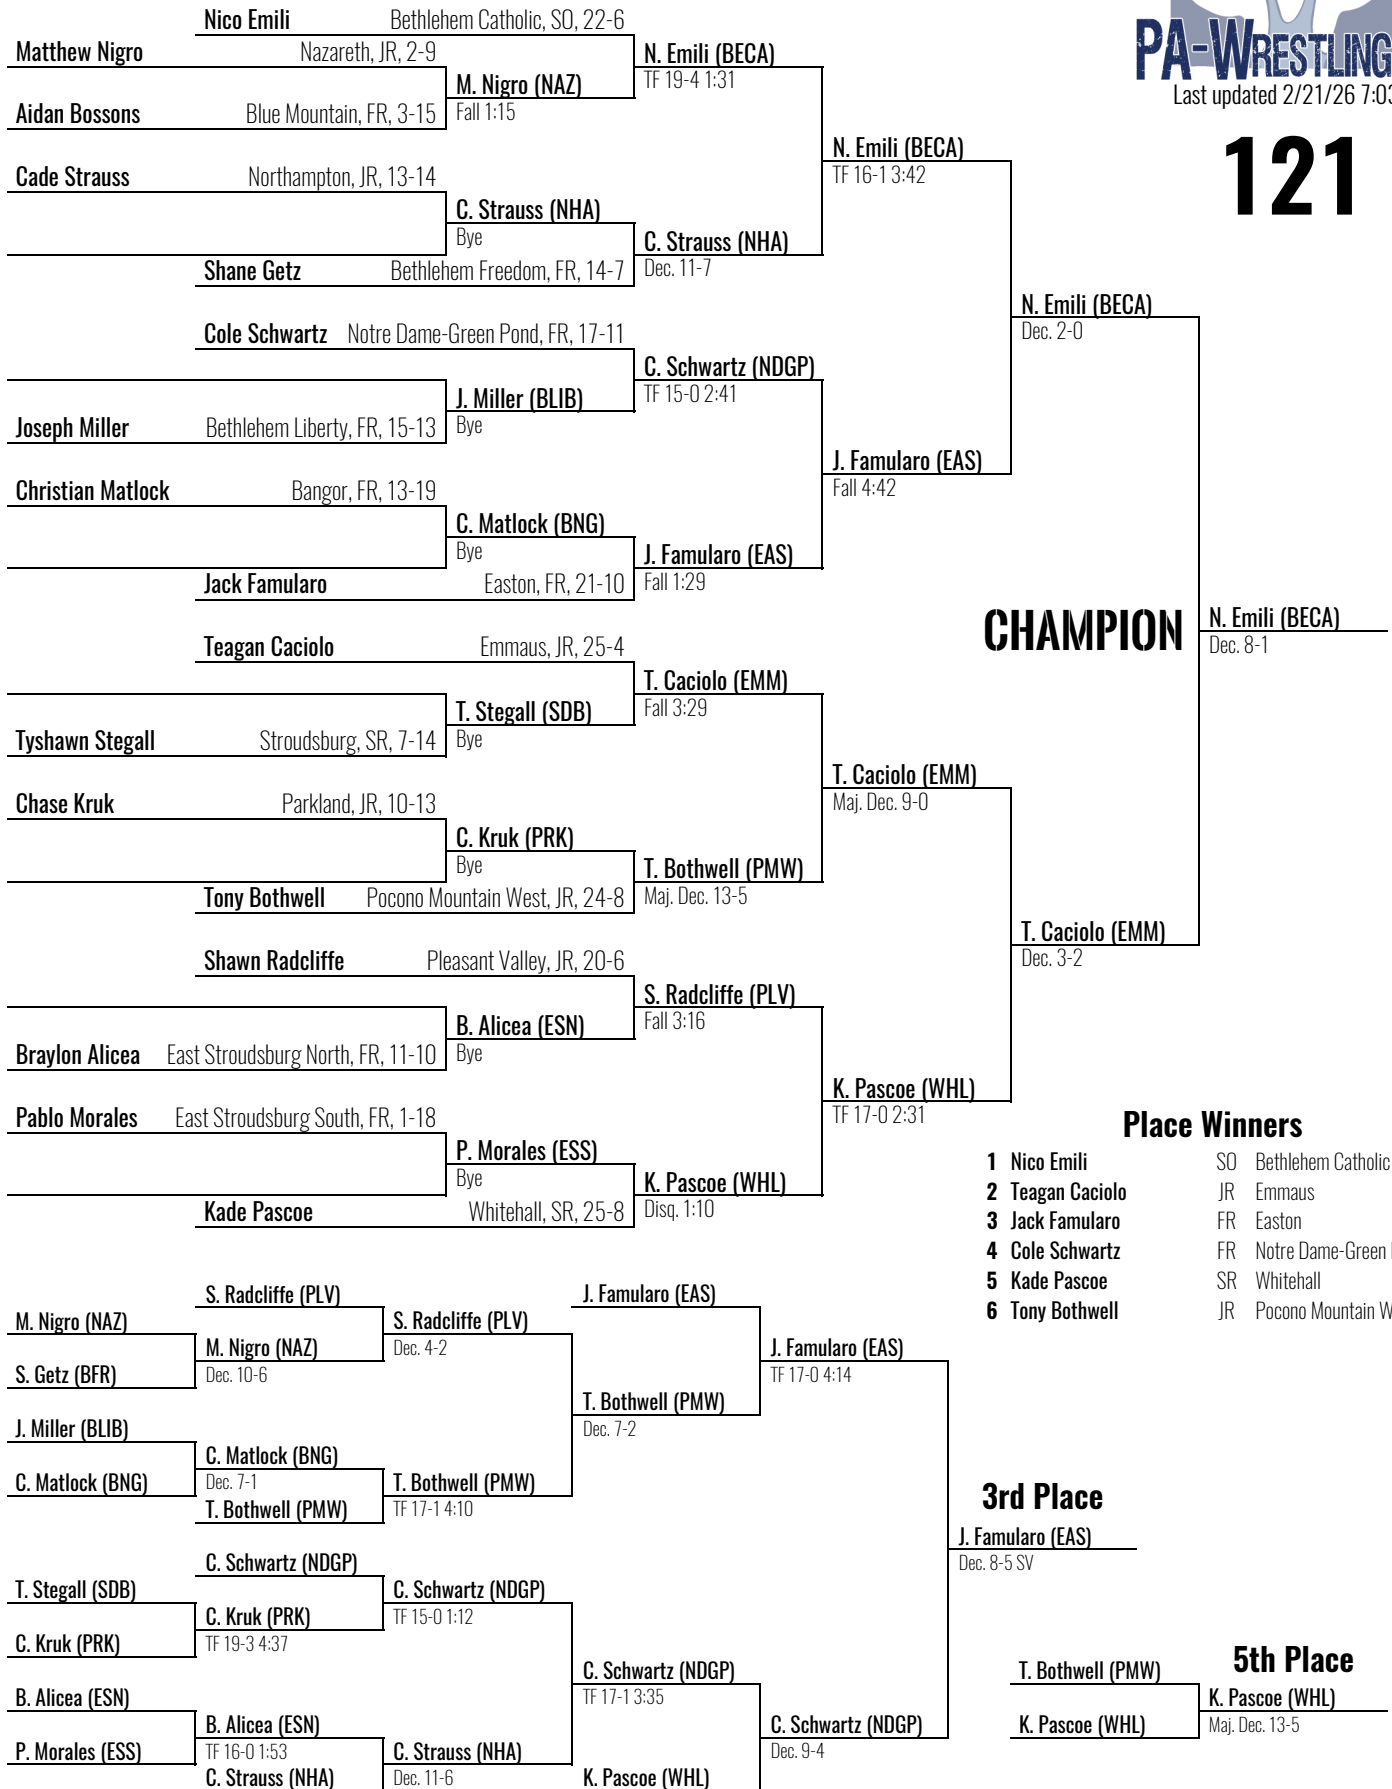 Nico Emili Bethlehem Catholic, SO, 22-6
Matthew Nigro Nazareth, JR, 2-9
N. Emili (BECA)
TF 19-4 1:31
M. Nigro (NAZ)
Fall 1:15
Aidan Bossons Blue Mountain, FR, 3-15
PA-WRESTLING
Last updated 2/21/26 7:03
121
N. Emili (BECA)
TF 16-1 3:42
Cade Strauss Northampton, JR, 13-14
C. Strauss (NHA)
Bye
C. Strauss (NHA)
Dec. 11-7
Shane Getz Bethlehem Freedom, FR, 14-7
N. Emili (BECA)
Dec. 2-0
Cole Schwartz Notre Dame-Green Pond, FR, 17-11
C. Schwartz (NDGP)
TF 15-0 2:41
J. Miller (BLIB)
Bye
Joseph Miller Bethlehem Liberty, FR, 15-13
J. Famularo (EAS)
Fall 4:42
Christian Matlock Bangor, FR, 13-19
C. Matlock (BNG)
Bye
J. Famularo (EAS)
Fall 1:29
Jack Famularo Easton, FR, 21-10
CHAMPION
N. Emili (BECA)
Dec. 8-1
Teagan Caciolo Emmaus, JR, 25-4
T. Caciolo (EMM)
Fall 3:29
T. Stegall (SDB)
Bye
Tyshawn Stegall Stroudsburg, SR, 7-14
T. Caciolo (EMM)
Maj. Dec. 9-0
Chase Kruk Parkland, JR, 10-13
C. Kruk (PRK)
Bye
T. Bothwell (PMW)
Maj. Dec. 13-5
Tony Bothwell Pocono Mountain West, JR, 24-8
T. Caciolo (EMM)
Dec. 3-2
Shawn Radcliffe Pleasant Valley, JR, 20-6
S. Radcliffe (PLV)
Fall 3:16
B. Alicea (ESN)
Bye
Braylon Alicea East Stroudsburg North, FR, 11-10
K. Pascoe (WHL)
TF 17-0 2:31
Pablo Morales East Stroudsburg South, FR, 1-18
P. Morales (ESS)
Bye
K. Pascoe (WHL)
Disq. 1:10
Kade Pascoe Whitehall, SR, 25-8
Place Winners
1 Nico Emili SO Bethlehem Catholic
2 Teagan Caciolo JR Emmaus
3 Jack Famularo FR Easton
4 Cole Schwartz FR Notre Dame-Green
5 Kade Pascoe SR Whitehall
6 Tony Bothwell JR Pocono Mountain W
S. Radcliffe (PLV)
M. Nigro (NAZ)
S. Radcliffe (PLV)
Dec. 4-2
M. Nigro (NAZ)
Dec. 10-6
S. Getz (BFR)
J. Famularo (EAS)
J. Famularo (EAS)
TF 17-0 4:14
T. Bothwell (PMW)
Dec. 7-2
J. Miller (BLIB)
C. Matlock (BNG)
Dec. 7-1
C. Matlock (BNG)
T. Bothwell (PMW)
TF 17-1 4:10
T. Bothwell (PMW)
3rd Place
J. Famularo (EAS)
Dec. 8-5 SV
C. Schwartz (NDGP)
T. Stegall (SDB)
C. Schwartz (NDGP)
TF 15-0 1:12
C. Kruk (PRK)
TF 19-3 4:37
C. Kruk (PRK)
C. Schwartz (NDGP)
TF 17-1 3:35
B. Alicea (ESN)
B. Alicea (ESN)
TF 16-0 1:53
P. Morales (ESS)
C. Strauss (NHA)
Dec. 11-6
C. Strauss (NHA)
K. Pascoe (WHL)
C. Schwartz (NDGP)
Dec. 9-4
5th Place
T. Bothwell (PMW)
K. Pascoe (WHL)
Maj. Dec. 13-5
K. Pascoe (WHL)